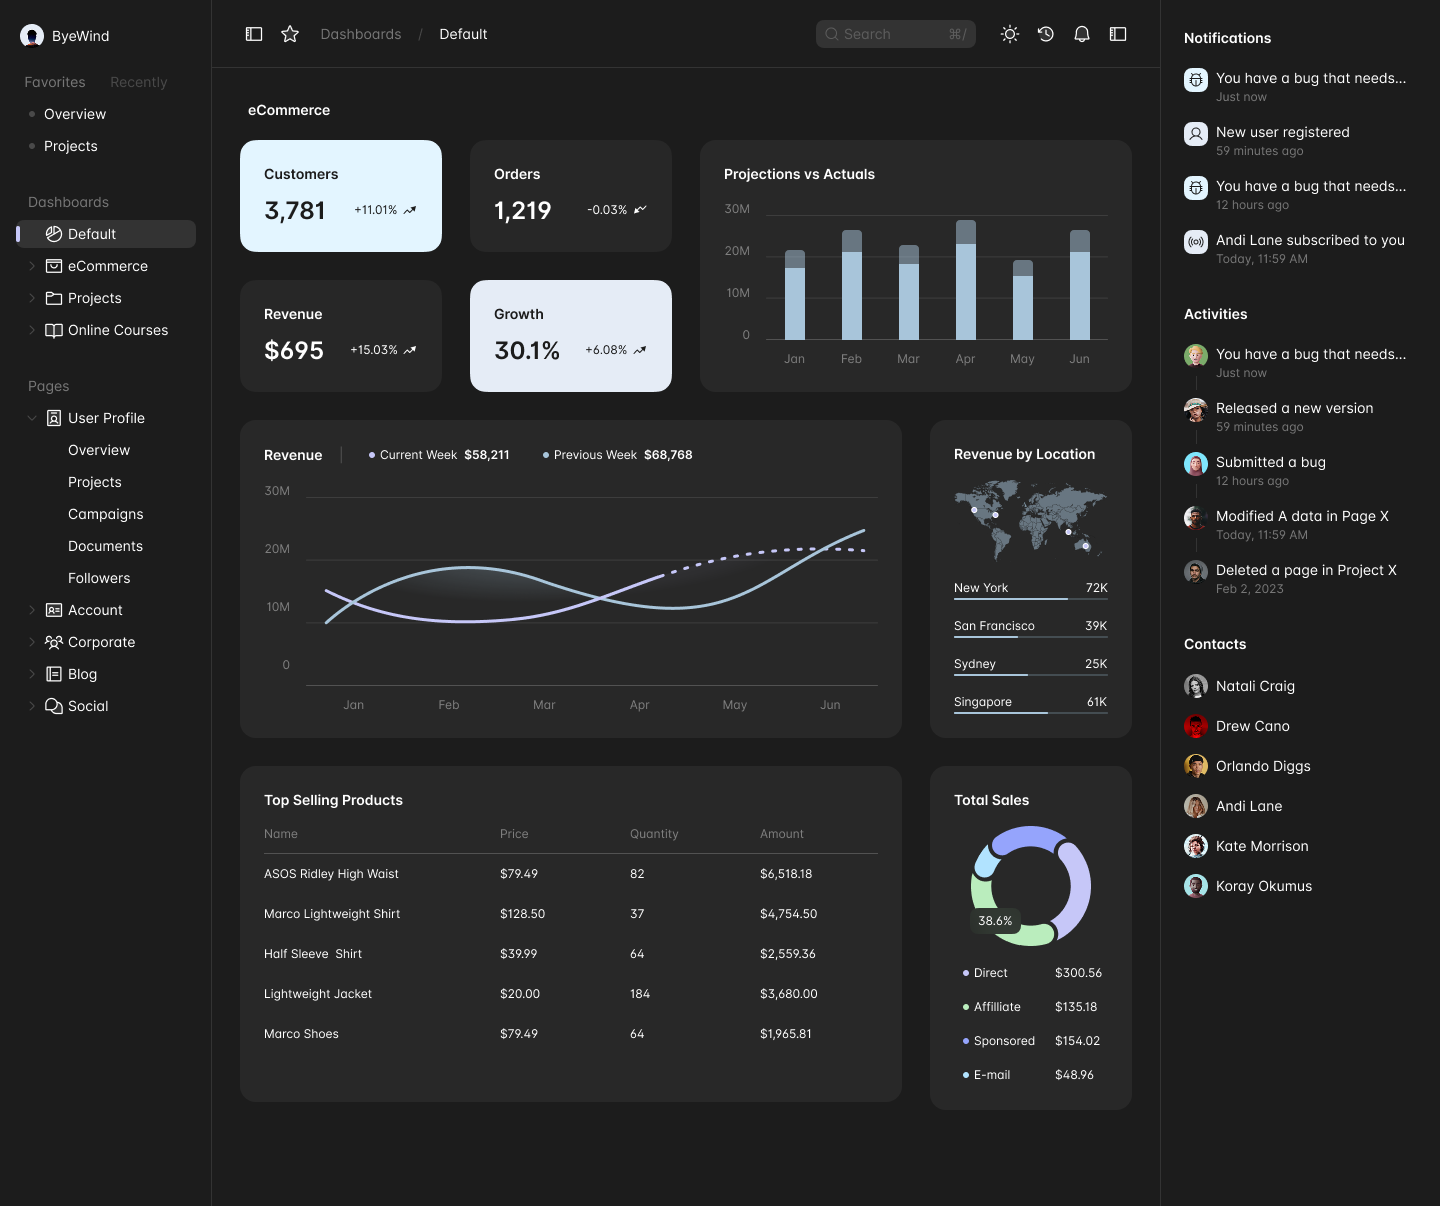 ByeWind
Favorites Recently
Overview
Projects
Dashboards
Default
eCommerce
Projects
Online Courses
Pages
User Profile
Overview
Projects
Campaigns
Documents
Followers
Account
Corporate
Blog
Social
Dashboards / Default
Search ⌘/
eCommerce
Customers
3,781 +11.01%
Orders
1,219 -0.03%
Revenue
$695 +15.03%
Growth
30.1% +6.08%
Projections vs Actuals
30M
20M
10M
0
Jan Feb Mar Apr May Jun
Revenue Current Week $58,211 Previous Week $68,768
30M
20M
10M
0
Jan Feb Mar Apr May Jun
Revenue by Location
New York 72K
San Francisco 39K
Sydney 25K
Singapore 61K
Top Selling Products
Name Price Quantity Amount
ASOS Ridley High Waist $79.49 82 $6,518.18
Marco Lightweight Shirt $128.50 37 $4,754.50
Half Sleeve  Shirt $39.99 64 $2,559.36
Lightweight Jacket $20.00 184 $3,680.00
Marco Shoes $79.49 64 $1,965.81
Total Sales
38.6%
Direct $300.56
Affilliate $135.18
Sponsored $154.02
E-mail $48.96
Notifications
You have a bug that needs...
Just now
New user registered
59 minutes ago
You have a bug that needs...
12 hours ago
Andi Lane subscribed to you
Today, 11:59 AM
Activities
You have a bug that needs...
Just now
Released a new version
59 minutes ago
Submitted a bug
12 hours ago
Modified A data in Page X
Today, 11:59 AM
Deleted a page in Project X
Feb 2, 2023
Contacts
Natali Craig
Drew Cano
Orlando Diggs
Andi Lane
Kate Morrison
Koray Okumus